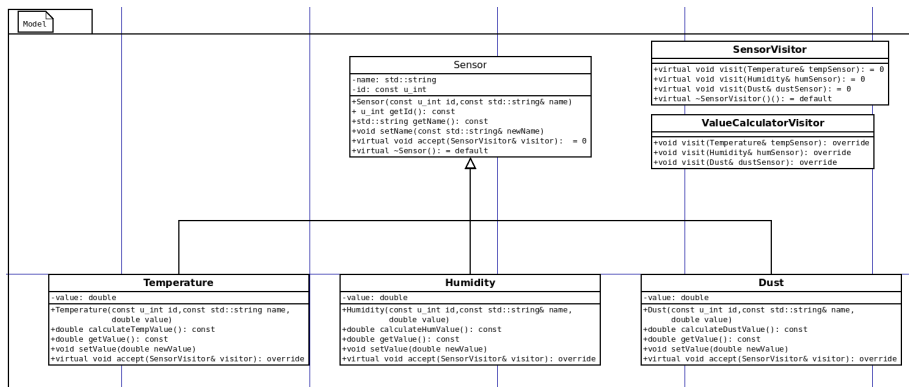 Model
Sensor
-name: std::string
-id: const u_int
+Sensor(const u_int id,const std::string& name)
+ u_int getId(): const
+std::string getName(): const
+void setName(const std::string& newName)
+virtual void accept(SensorVisitor& visitor):  = 0
+virtual ~Sensor(): = default
SensorVisitor
+virtual void visit(Temperature& tempSensor): = 0
+virtual void visit(Humidity& humSensor): = 0
+virtual void visit(Dust& dustSensor): = 0
+virtual ~SensorVisitor()(): = default
ValueCalculatorVisitor
+void visit(Temperature& tempSensor): override
+void visit(Humidity& humSensor): override
+void visit(Dust& dustSensor): override
Temperature
-value: double
+Temperature(const u_int id,const std::string name,
double value)
+double calculateTempValue(): const
+double getValue(): const
+void setValue(double newValue)
+virtual void accept(SensorVisitor& visitor): override
Humidity
-value: double
+Humidity(const u_int id,const std::string& name,
double value)
+double calculateHumValue(): const
+double getValue(): const
+void setValue(double newValue)
+virtual void accept(SensorVisitor& visitor): override
Dust
-value: double
+Dust(const u_int id,const std::string& name,
double value)
+double calculateDustValue(): const
+double getValue(): const
+void setValue(double newValue)
+virtual void accept(SensorVisitor& visitor): override